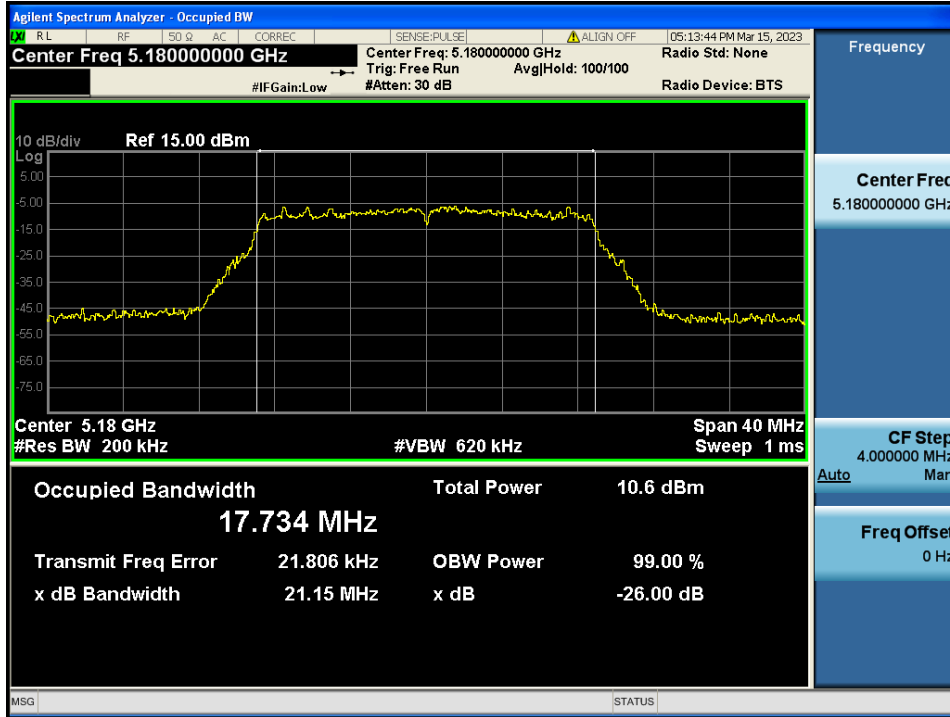 Agilent Spectrum Analyzer - Occupied BW
LXI RL RF 50 Ω AC CORREC SENSE:PULSE ALIGN OFF 05:13:44 PM Mar 15, 2023
Center Freq 5.180000000 GHz
Center Freq: 5.180000000 GHz Radio Std: None
Trig: Free Run Avg|Hold: 100/100
#IFGain:Low #Atten: 30 dB Radio Device: BTS
10 dB/div Ref 15.00 dBm
Log
5.00
-5.00
-15.0
-25.0
-35.0
-45.0
-55.0
-65.0
-75.0
Center 5.18 GHz Span 40 MHz
#Res BW 200 kHz #VBW 620 kHz Sweep 1 ms
Occupied Bandwidth Total Power 10.6 dBm
17.734 MHz
Transmit Freq Error 21.806 kHz OBW Power 99.00 %
x dB Bandwidth 21.15 MHz x dB -26.00 dB
MSG STATUS
Frequency
Center Freq
5.180000000 GHz
CF Step
4.000000 MHz
Auto Man
Freq Offset
0 Hz